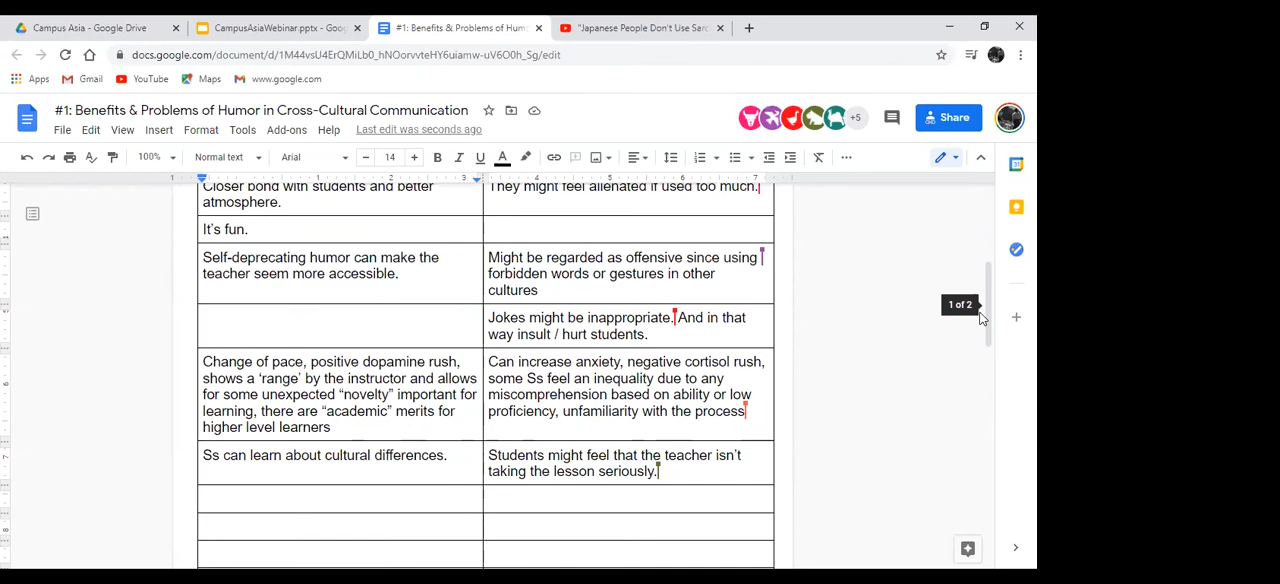 Campus Asia - Google Drive
CampusAsiaWebinar.pptx - Goog
#1: Benefits & Problems of Hum
"Japanese People Don't Use Sarc
docs.google.com/document/d/1M44vsU4ErQMiLb0_hNOorvvteHY6uiamw-uV6O0h_Sg/edit
Apps Gmail YouTube Maps www.google.com
#1: Benefits & Problems of Humor in Cross-Cultural Communication
+5 Share
File Edit View Insert Format Tools Add-ons Help Last edit was seconds ago
100% Normal text Arial 14
1 1 2 3 4 5 6 7
Closer bond with students and better
atmosphere.
They might feel alienated if used too much.
It's fun.
Self-deprecating humor can make the
teacher seem more accessible.
Might be regarded as offensive since using
forbidden words or gestures in other
cultures
Jokes might be inappropriate. And in that
way insult / hurt students.
Change of pace, positive dopamine rush,
shows a 'range' by the instructor and allows
for some unexpected "novelty" important for
learning, there are "academic" merits for
higher level learners
Can increase anxiety, negative cortisol rush,
some Ss feel an inequality due to any
miscomprehension based on ability or low
proficiency, unfamiliarity with the process
Ss can learn about cultural differences.
Students might feel that the teacher isn't
taking the lesson seriously.
1 of 2